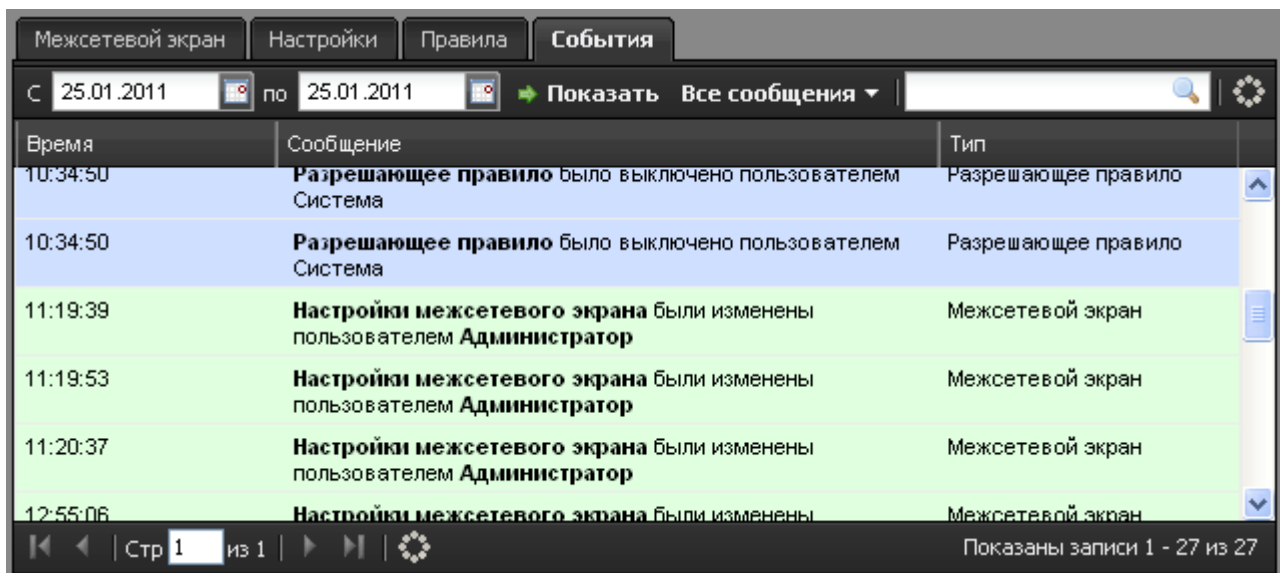 Межсетевой экран Настройки Правила События
С 25.01.2011 по 25.01.2011 Показать Все сообщения
Время Сообщение Тип
10:34:50 Разрешающее правило было выключено пользователем Разрешающее правило
Система
10:34:50 Разрешающее правило было выключено пользователем Разрешающее правило
Система
11:19:39 Настройки межсетевого экрана были изменены Межсетевой экран
пользователем Администратор
11:19:53 Настройки межсетевого экрана были изменены Межсетевой экран
пользователем Администратор
11:20:37 Настройки межсетевого экрана были изменены Межсетевой экран
пользователем Администратор
12:55:06 Настройки межсетевого экрана были изменены Межсетевой экран
Стр 1 из 1 Показаны записи 1 - 27 из 27